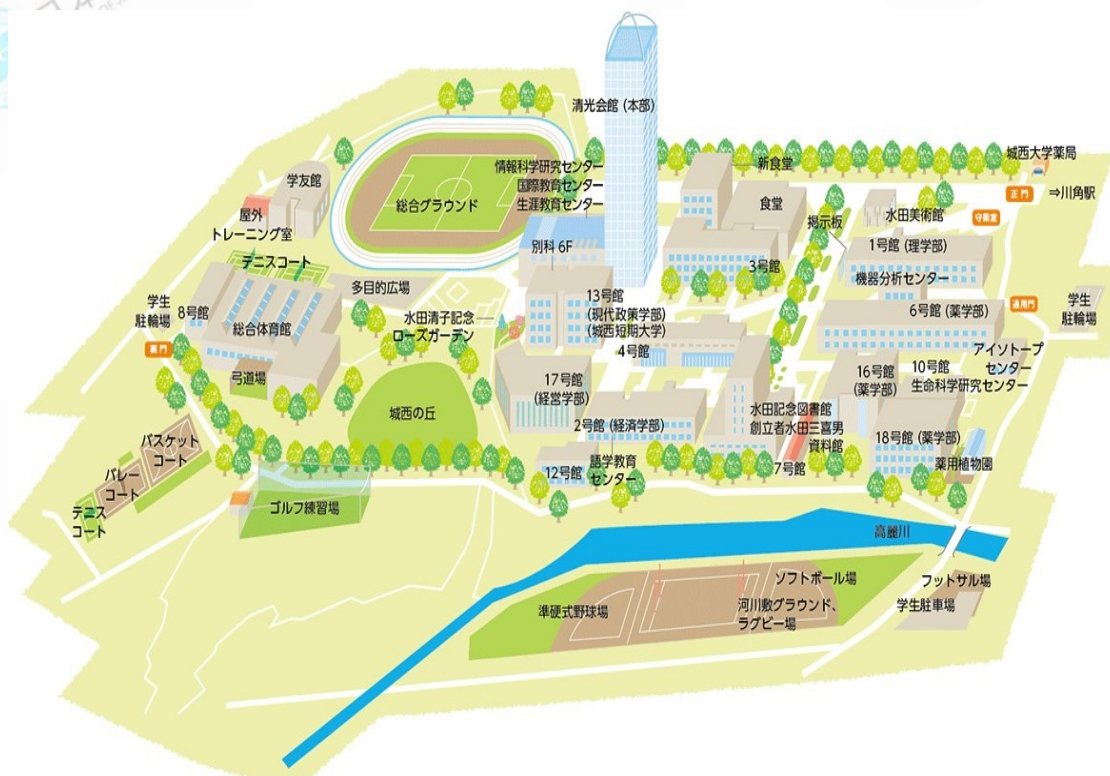 清光会館 (本部)
情報科学研究センター
国際教育センター
生涯教育センター
新食堂
城西大学薬局
正門
⇒川角駅
学友館
総合グラウンド
食堂
掲示板
水田美術館
守衛室
屋外
トレーニング室
別科 6F
1号館 (理学部)
テニスコート
3号館
機器分析センター
多目的広場
学生
駐輪場
8号館
総合体育館
水田清子記念
ローズガーデン
13号館
(現代政策学部)
(城西短期大学)
4号館
6号館 (薬学部)
通用門
学生
駐輪場
アイソトープ
センター
弓道場
17号館
(経営学部)
16号館
(薬学部)
10号館
生命科学研究センター
城西の丘
2号館 (経済学部)
水田記念図書館
創立者水田三喜男
資料館
18号館 (薬学部)
バスケット
コート
バレー
コート
テニス
コート
12号館
語学教育
センター
7号館
薬用植物園
ゴルフ練習場
高麗川
準硬式野球場
ソフトボール場
河川敷グラウンド、
ラグビー場
フットサル場
学生駐車場